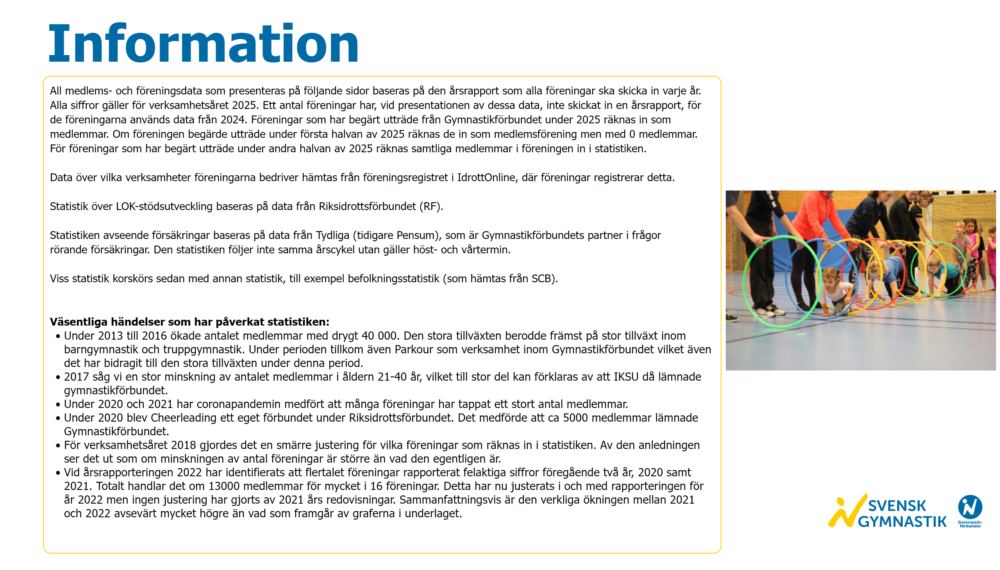 Information
All medlems- och föreningsdata som presenteras på följande sidor baseras på den årsrapport som alla föreningar ska skicka in varje år.
Alla siffror gäller för verksamhetsåret 2025. Ett antal föreningar har, vid presentationen av dessa data, inte skickat in en årsrapport, för
de föreningarna används data från 2024. Föreningar som har begärt utträde från Gymnastikförbundet under 2025 räknas in som
medlemmar. Om föreningen begärde utträde under första halvan av 2025 räknas de in som medlemsförening men med 0 medlemmar.
För föreningar som har begärt utträde under andra halvan av 2025 räknas samtliga medlemmar i föreningen in i statistiken.
Data över vilka verksamheter föreningarna bedriver hämtas från föreningsregistret i IdrottOnline, där föreningar registrerar detta.
Statistik över LOK-stödsutveckling baseras på data från Riksidrottsförbundet (RF).
Statistiken avseende försäkringar baseras på data från Tydliga (tidigare Pensum), som är Gymnastikförbundets partner i frågor
rörande försäkringar. Den statistiken följer inte samma årscykel utan gäller höst- och vårtermin.
Viss statistik korskörs sedan med annan statistik, till exempel befolkningsstatistik (som hämtas från SCB).
Väsentliga händelser som har påverkat statistiken:
• Under 2013 till 2016 ökade antalet medlemmar med drygt 40 000. Den stora tillväxten berodde främst på stor tillväxt inom
barngymnastik och truppgymnastik. Under perioden tillkom även Parkour som verksamhet inom Gymnastikförbundet vilket även
det har bidragit till den stora tillväxten under denna period.
• 2017 såg vi en stor minskning av antalet medlemmar i åldern 21-40 år, vilket till stor del kan förklaras av att IKSU då lämnade
gymnastikförbundet.
• Under 2020 och 2021 har coronapandemin medfört att många föreningar har tappat ett stort antal medlemmar.
• Under 2020 blev Cheerleading ett eget förbundet under Riksidrottsförbundet. Det medförde att ca 5000 medlemmar lämnade
Gymnastikförbundet.
• För verksamhetsåret 2018 gjordes det en smärre justering för vilka föreningar som räknas in i statistiken. Av den anledningen
ser det ut som om minskningen av antal föreningar är större än vad den egentligen är.
• Vid årsrapporteringen 2022 har identifierats att flertalet föreningar rapporterat felaktiga siffror föregående två år, 2020 samt
2021. Totalt handlar det om 13000 medlemmar för mycket i 16 föreningar. Detta har nu justerats i och med rapporteringen för
år 2022 men ingen justering har gjorts av 2021 års redovisningar. Sammanfattningsvis är den verkliga ökningen mellan 2021
och 2022 avsevärt mycket högre än vad som framgår av graferna i underlaget.
SVENSK
GYMNASTIK
Gymnastik-
förbundet